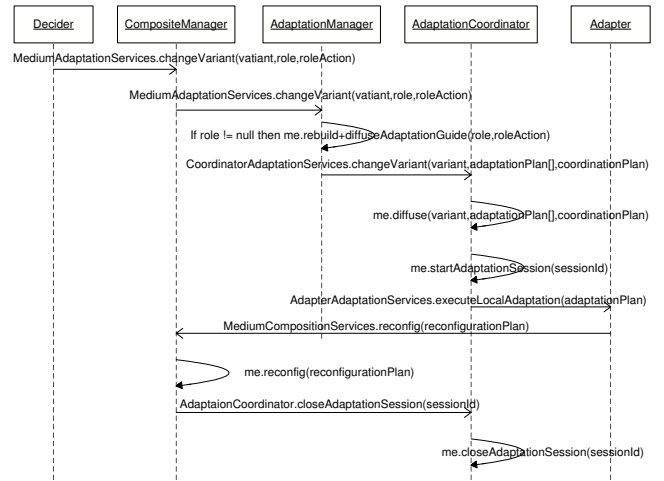 Decider
CompositeManager
AdaptationManager
AdaptationCoordinator
Adapter
MediumAdaptationServices.changeVariant(vatiant,role,roleAction)
MediumAdaptationServices.changeVariant(vatiant,role,roleAction)
If role != null then me.rebuild+diffuseAdaptationGuide(role,roleAction)
CoordinatorAdaptationServices.changeVariant(variant,adaptationPlan[],coordinationPlan)
me.diffuse(variant,adaptationPlan[],coordinationPlan)
me.startAdaptationSession(sessionId)
AdapterAdaptationServices.executeLocalAdaptation(adaptationPlan)
MediumCompositionServices.reconfig(reconfigurationPlan)
me.reconfig(reconfigurationPlan)
AdaptaionCoordinator.closeAdaptationSession(sessionId)
me.closeAdaptationSession(sessionId)